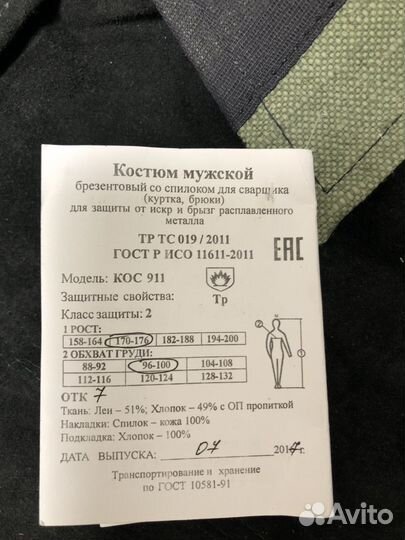 Костюм мужской
брезентовый со спилоком для сварщика
(куртка, брюки)
для защиты от искр и брызг расплавленного
металла
ТР ТС 019 / 2011
ГОСТ Р ИСО 11611-2011
ЕАС
Модель: КОС 911
Защитные свойства:
Тр
Класс защиты: 2
1 РОСТ:
158-164 170-176 182-188 194-200
2 ОБХВАТ ГРУДИ:
88-92 96-100 104-108
112-116 120-124 128-132
2
1
ОТК 7
Ткань: Лен – 51%; Хлопок – 49% с ОП пропиткой
Накладки: Спилок – кожа 100%
Подкладка: Хлопок – 100%
ДАТА ВЫПУСКА: 07 2017г.
Транспортирование и хранение
по ГОСТ 10581-91
Avito